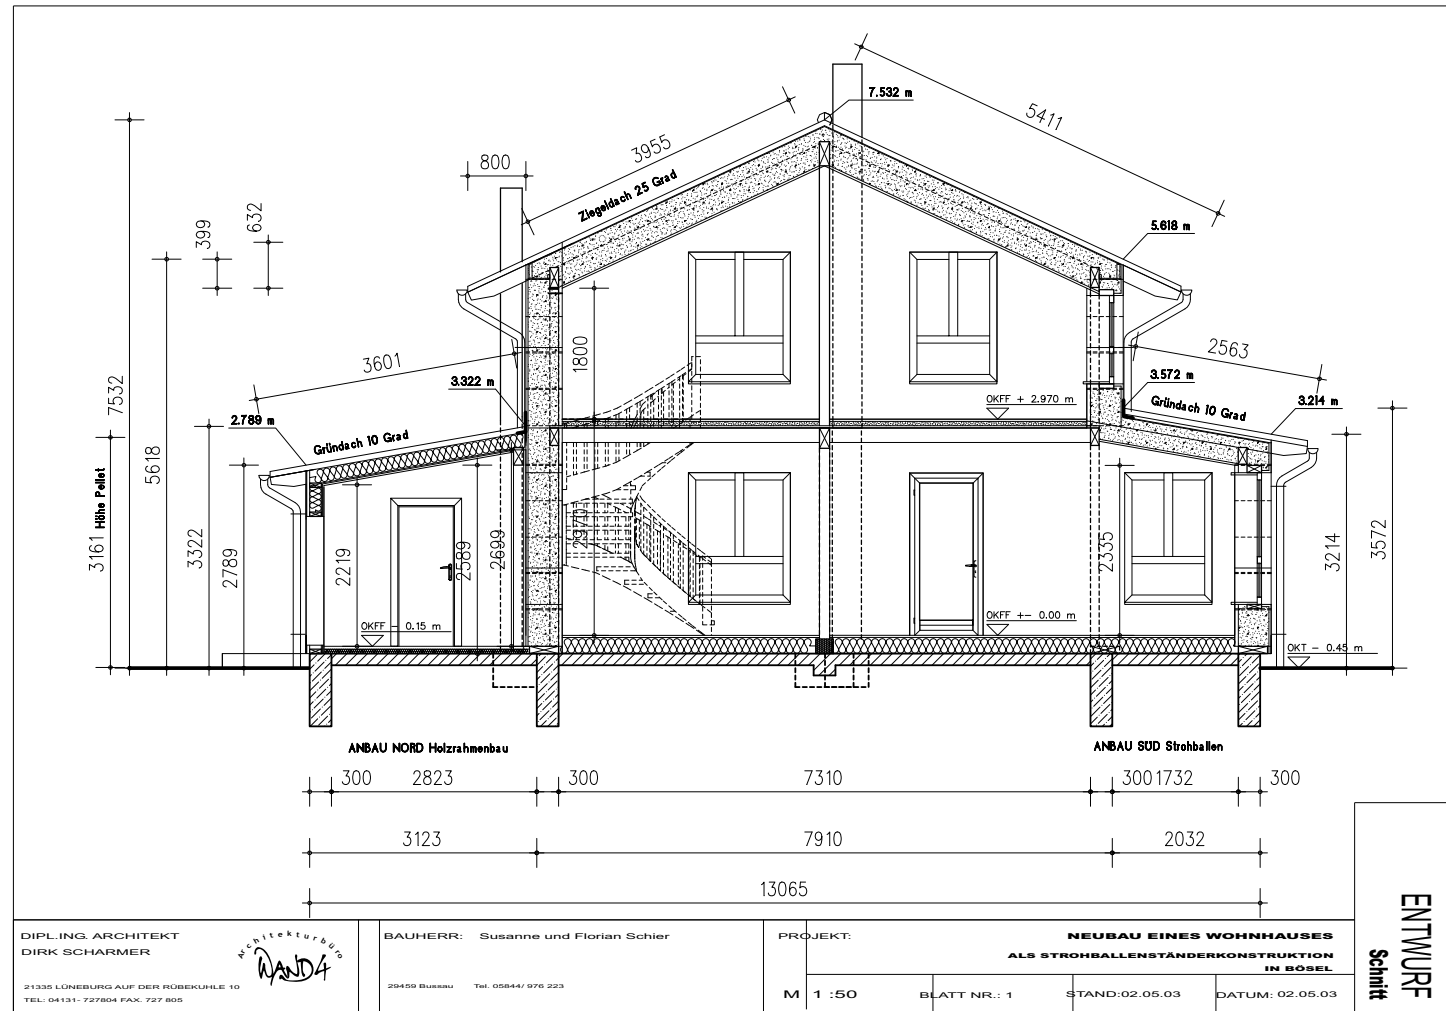 7.532 m
5411
3955
Ziegeldach 25 Grad
800
632
399
5.618 m
3601
2563
1800
3.322 m
3.572 m
2.789 m
Gründach 10 Grad
Gründach 10 Grad
3.214 m
OKFF + 2.970 m
7532
5618
3161 Höhe Pellet
3322
2789
2219
2589
2699
2970
2335
3214
3572
OKFF - 0.15 m
OKFF +- 0.00 m
OKT - 0.45 m
ANBAU NORD Holzrahmenbau
ANBAU SÜD Strohballen
300 2823 300 7310 300 1732 300
3123 7910 2032
13065
DIPL.ING. ARCHITEKT
DIRK SCHARMER
21335 LÜNEBURG AUF DER RÜBEKUHLE 10
TEL: 04131- 727804 FAX. 727 805
Architekturbüro
WAND4
BAUHERR: Susanne und Florian Schier
29459 Bussau Tel. 05844/ 976 223
PROJEKT:
NEUBAU EINES WOHNHAUSES
ALS STROHBALLENSTÄNDERKONSTRUKTION
IN BÖSEL
M 1 :50 BLATT NR.: 1 STAND:02.05.03 DATUM: 02.05.03
ENTWURF
Schnitt